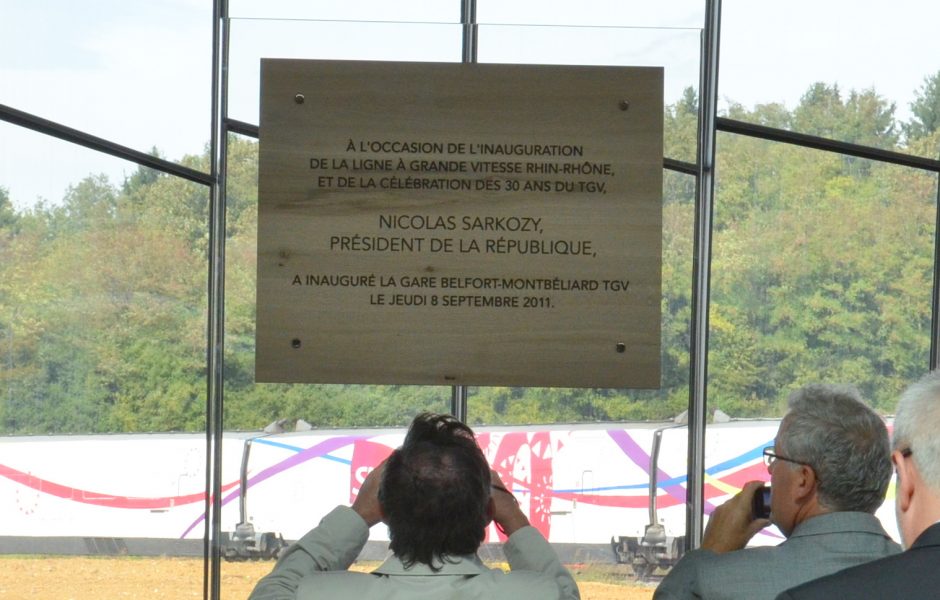 À L'OCCASION DE L'INAUGURATION
DE LA LIGNE À GRANDE VITESSE RHIN-RHÔNE,
ET DE LA CÉLÉBRATION DES 30 ANS DU TGV,
NICOLAS SARKOZY,
PRÉSIDENT DE LA RÉPUBLIQUE,
A INAUGURÉ LA GARE BELFORT-MONTBÉLIARD TGV
LE JEUDI 8 SEPTEMBRE 2011.